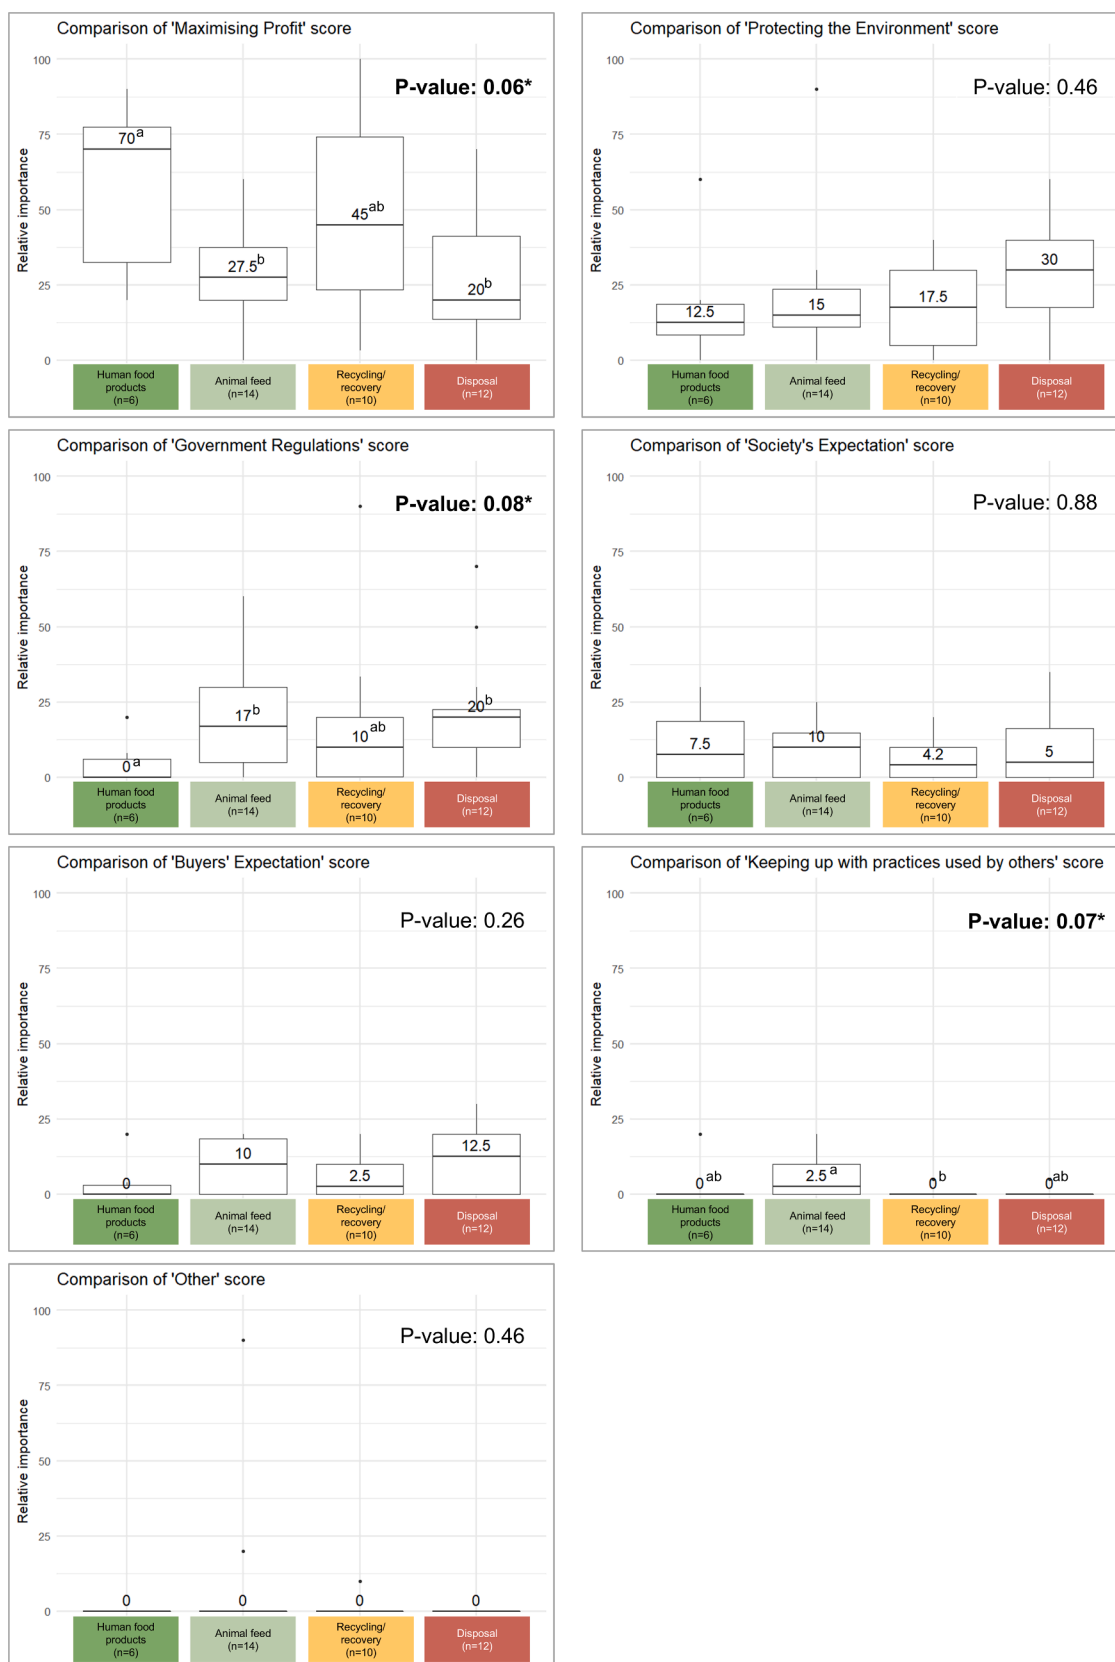 Comparison of 'Maximising Profit' score
P-value: 0.06*
Relative importance
100
75
50
25
0
70a
27.5b
45ab
20b
Human food
products
(n=6)
Animal feed
(n=14)
Recycling/
recovery
(n=10)
Disposal
(n=12)
Comparison of 'Protecting the Environment' score
P-value: 0.46
Relative importance
100
75
50
25
0
12.5
15
17.5
30
Human food
products
(n=6)
Animal feed
(n=14)
Recycling/
recovery
(n=10)
Disposal
(n=12)
Comparison of 'Government Regulations' score
P-value: 0.08*
Relative importance
100
75
50
25
0
0a
17b
10ab
20b
Human food
products
(n=6)
Animal feed
(n=14)
Recycling/
recovery
(n=10)
Disposal
(n=12)
Comparison of 'Society's Expectation' score
P-value: 0.88
Relative importance
100
75
50
25
0
7.5
10
4.2
5
Human food
products
(n=6)
Animal feed
(n=14)
Recycling/
recovery
(n=10)
Disposal
(n=12)
Comparison of 'Buyers' Expectation' score
P-value: 0.26
Relative importance
100
75
50
25
0
0
10
2.5
12.5
Human food
products
(n=6)
Animal feed
(n=14)
Recycling/
recovery
(n=10)
Disposal
(n=12)
Comparison of 'Keeping up with practices used by others' score
P-value: 0.07*
Relative importance
100
75
50
25
0
0ab
2.5a
0b
0ab
Human food
products
(n=6)
Animal feed
(n=14)
Recycling/
recovery
(n=10)
Disposal
(n=12)
Comparison of 'Other' score
P-value: 0.46
Relative importance
100
75
50
25
0
0
0
0
0
Human food
products
(n=6)
Animal feed
(n=14)
Recycling/
recovery
(n=10)
Disposal
(n=12)